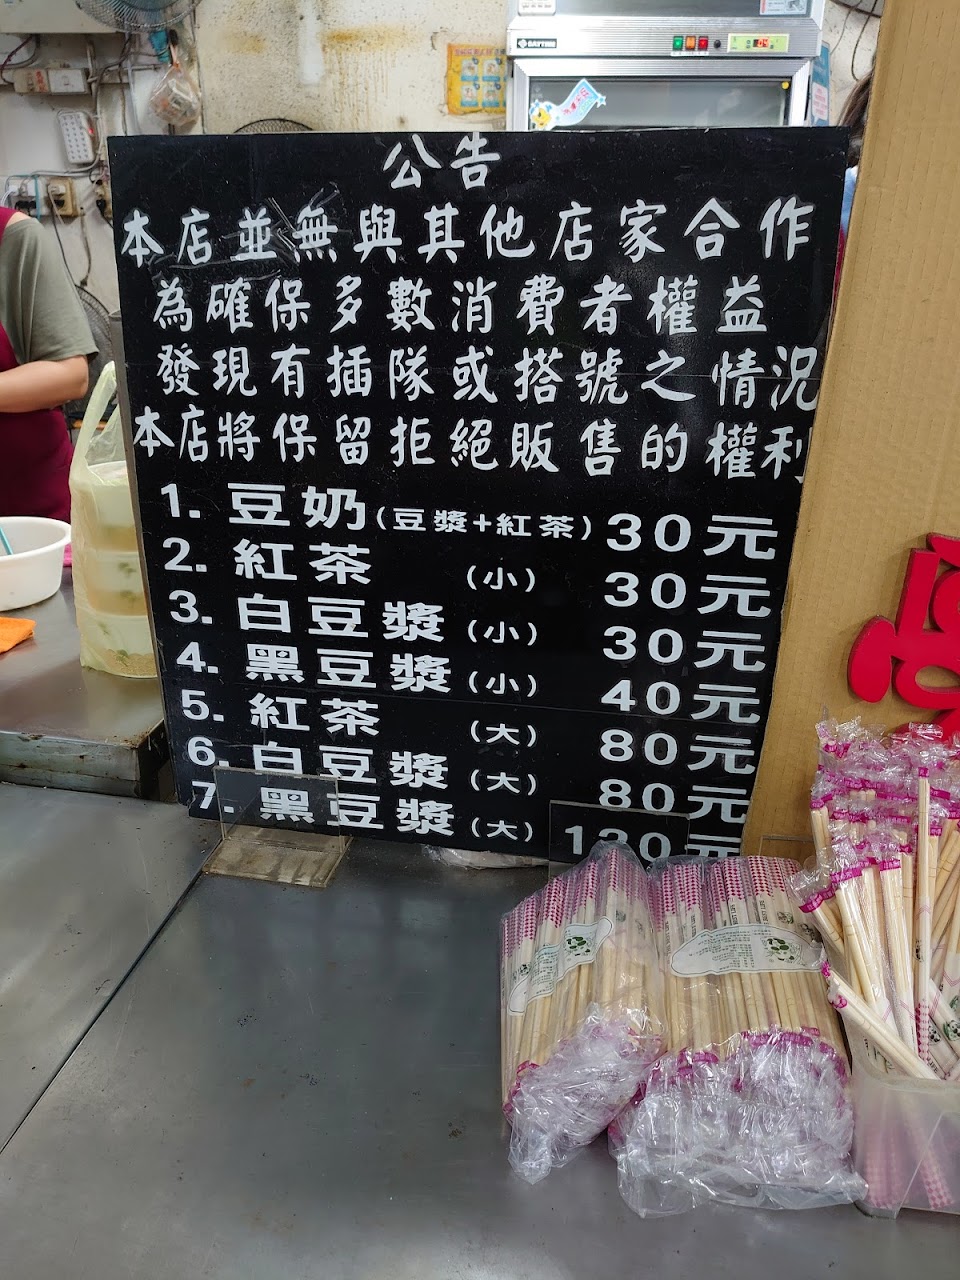 DAYTIME
公告
本店並無與其他店家合作
為確保多數消費者權益
發現有插隊或搭號之情況
本店將保留拒絕販售的權利
1. 豆奶(豆漿+紅茶) 30元
2. 紅茶 (小) 30元
3. 白豆漿 (小) 30元
4. 黑豆漿 (小) 40元
5. 紅茶 (大) 80元
6. 白豆漿 (大) 80元
7. 黑豆漿 (大) 130元